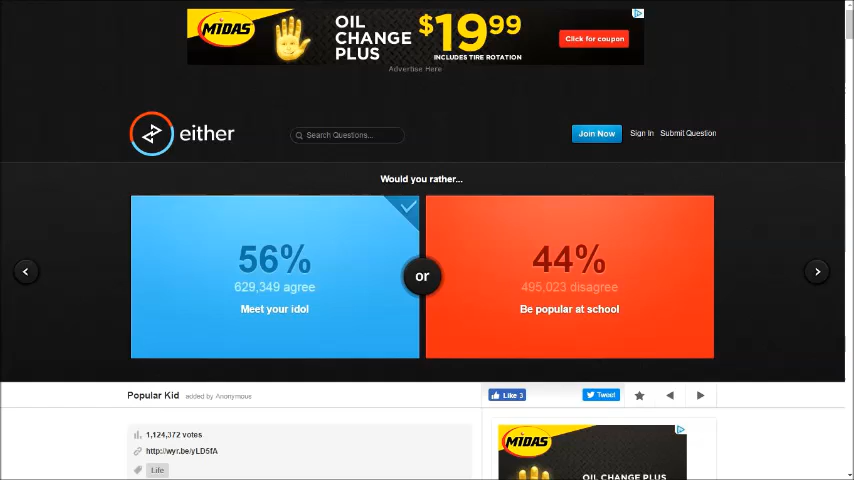 MIDAS
OIL CHANGE PLUS
$19.99
INCLUDES TIRE ROTATION
Click for coupon
Advertise Here
either
Search Questions...
Join Now
Sign In
Submit Question
Would you rather...
56%
629,349 agree
Meet your idol
or
44%
495,023 disagree
Be popular at school
Popular Kid added by Anonymous
Like 3
Tweet
1,124,372 votes
http://wyr.be/yLD5fA
Life
MIDAS
OIL CHANGE PLUS